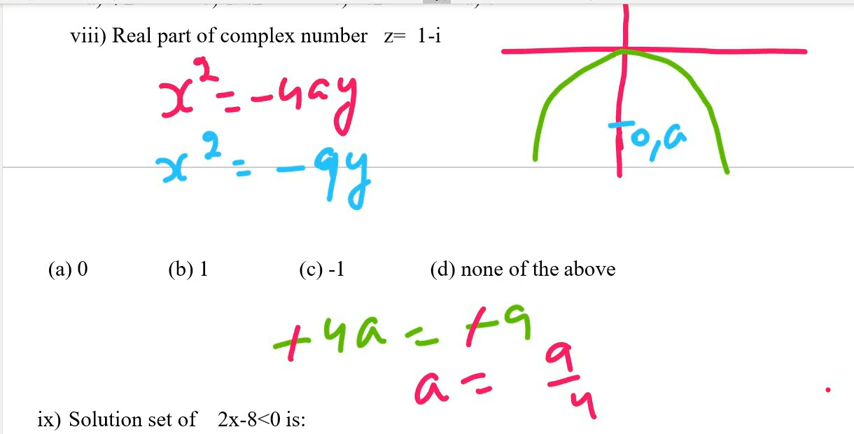 viii) Real part of complex number z= 1-i
x² = -4ay
x² = -9y
0,a
(a) 0 (b) 1 (c) -1 (d) none of the above
+4a = +9
a = 9/4
ix) Solution set of 2x-8<0 is: